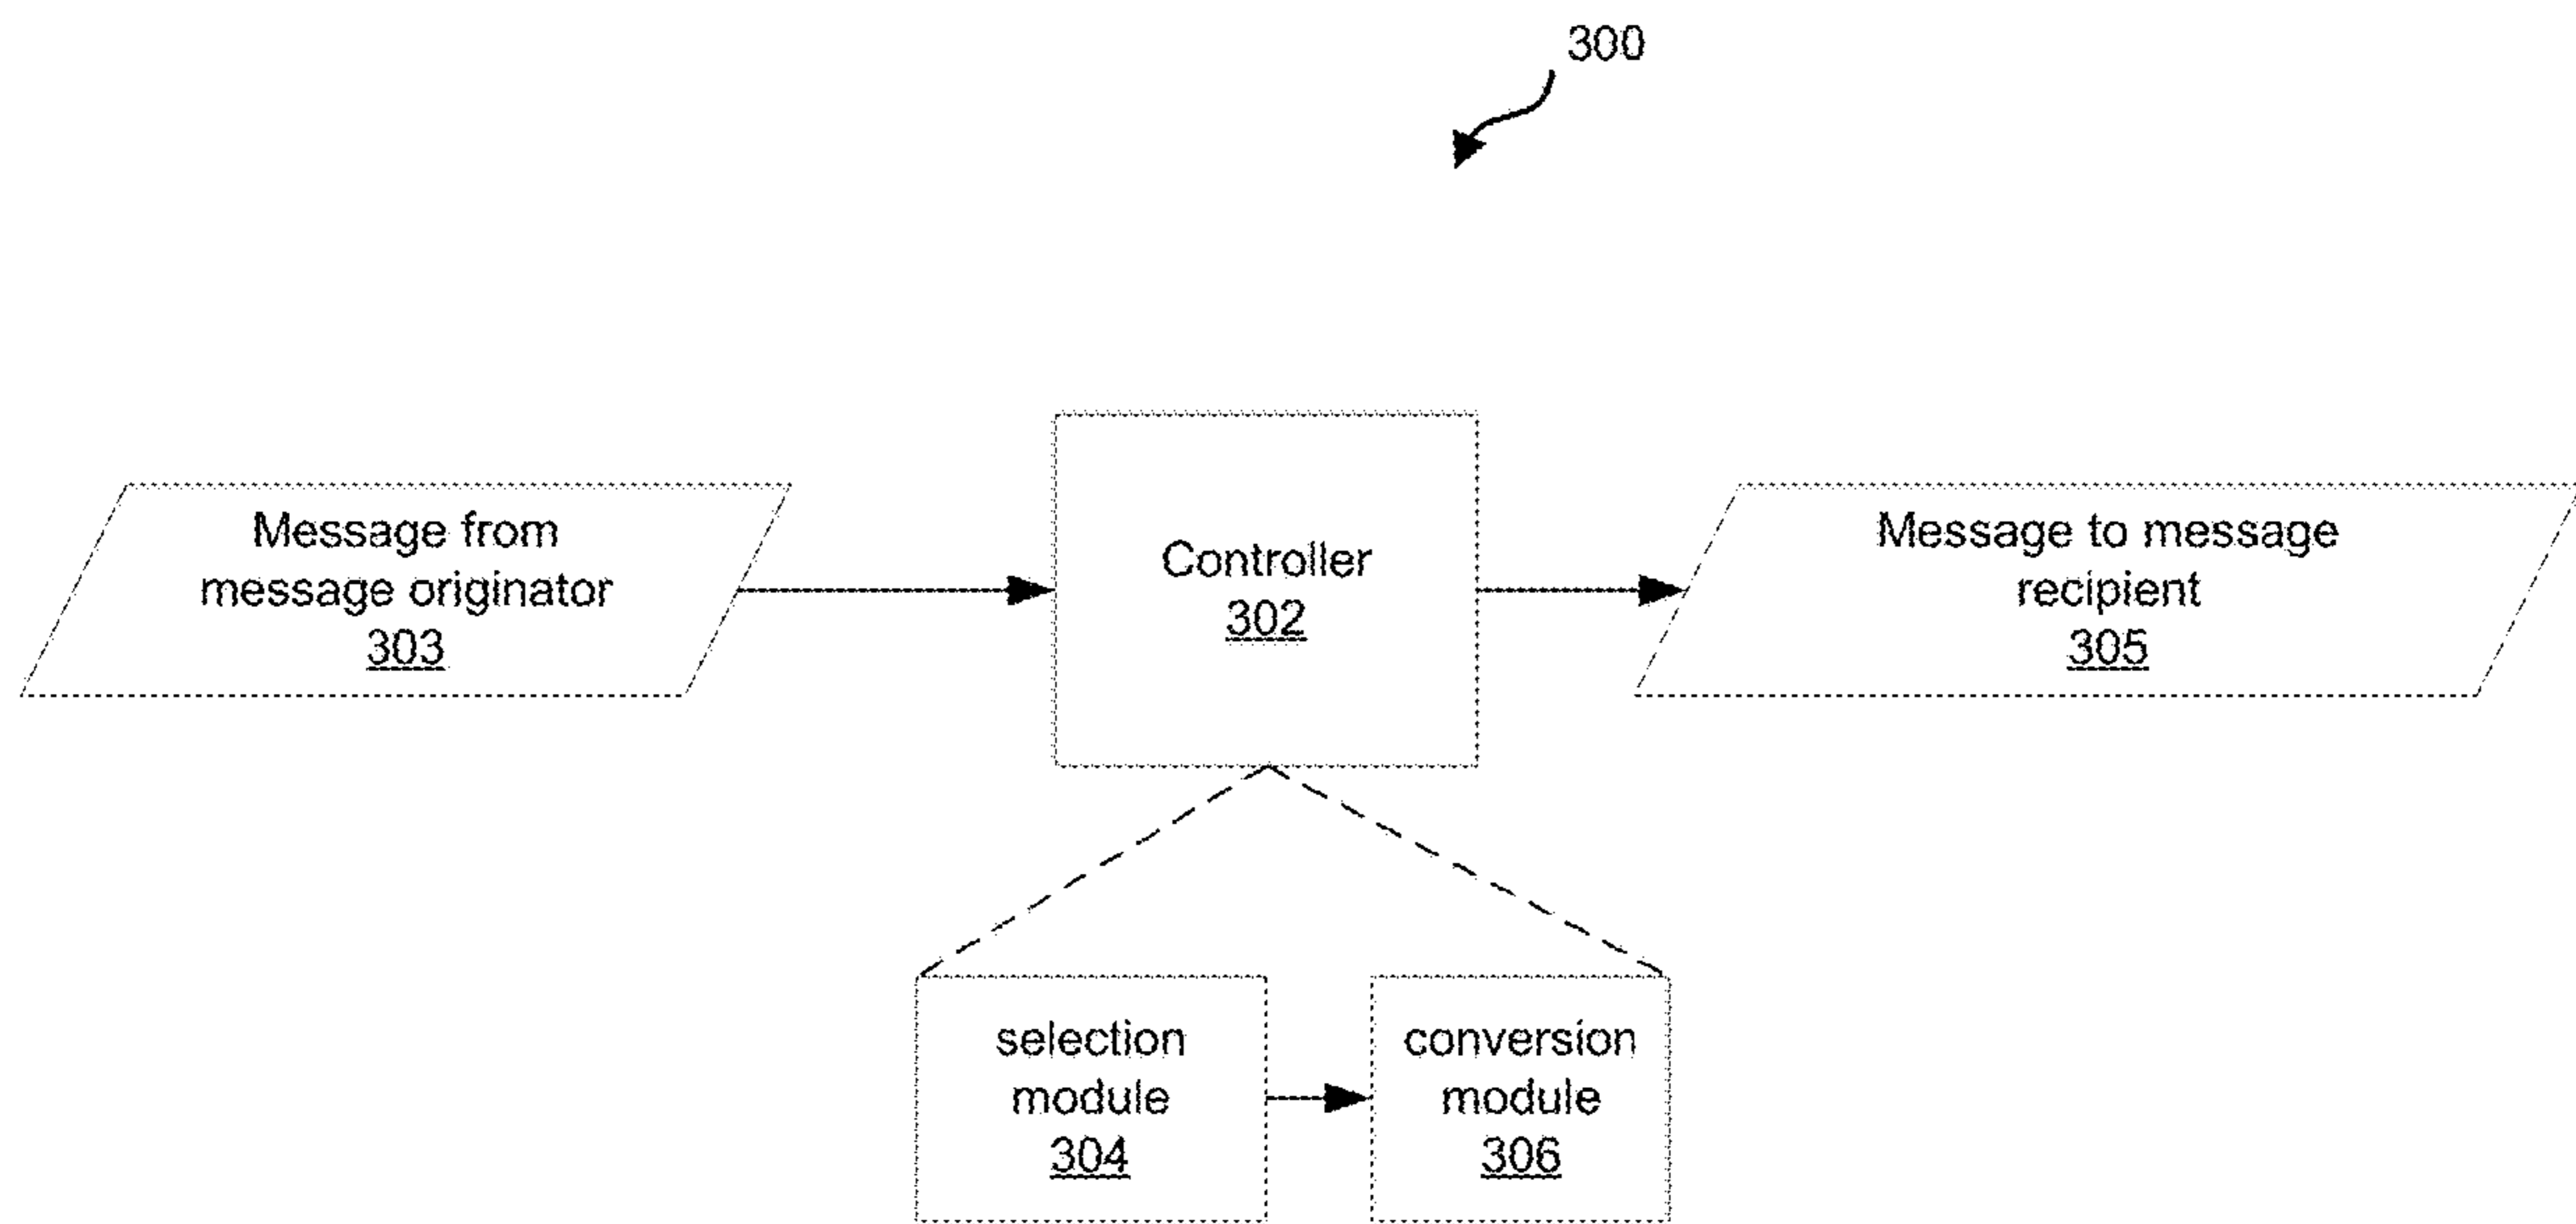 300
Message from
message originator
303
Controller
302
Message to message
recipient
305
selection
module
304
conversion
module
306